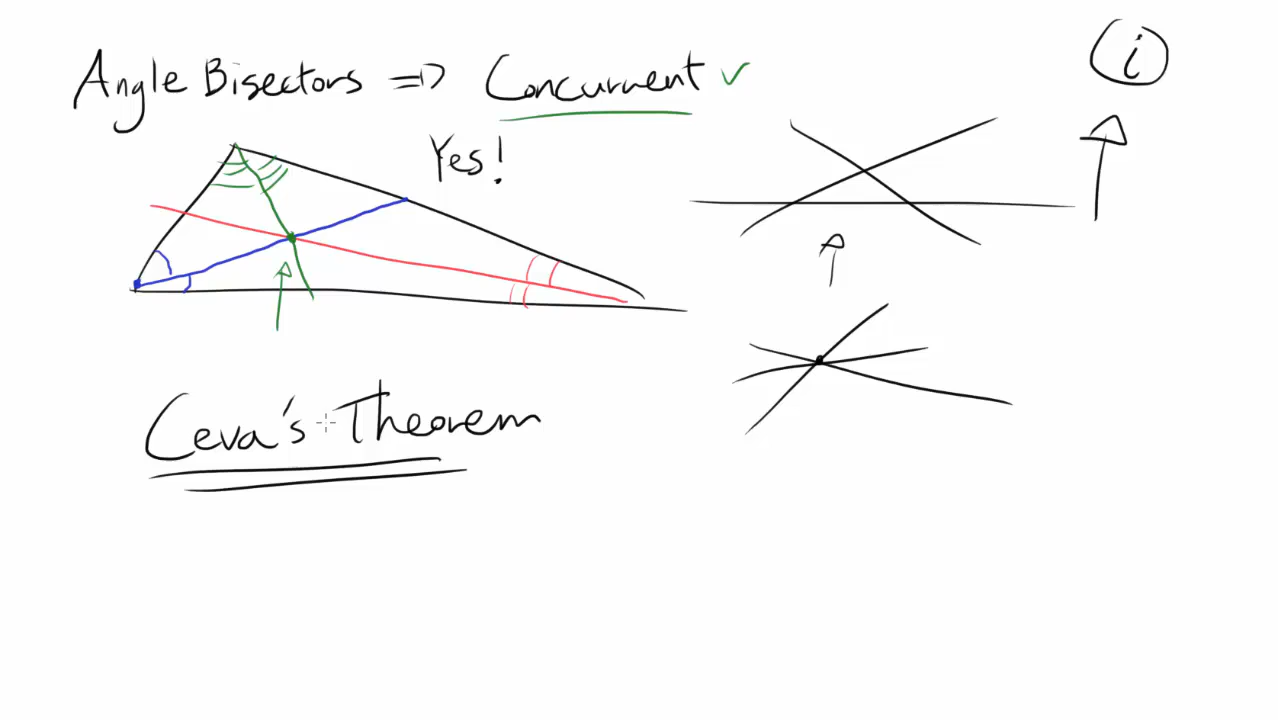 Angle Bisectors => Concurrent ✓
i
Yes!
Ceva's Theorem